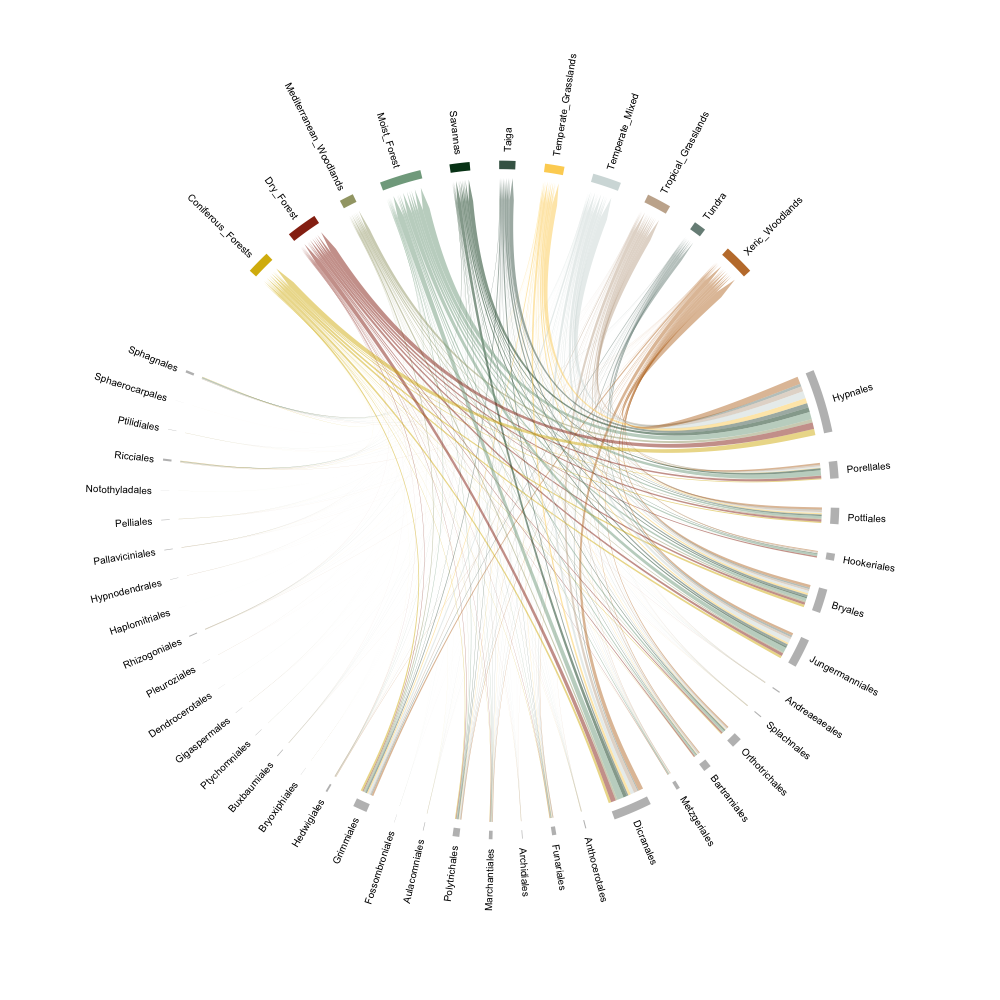 Coniferous_Forests
Dry_Forest
Mediterranean_Woodlands
Moist_Forest
Savannas
Taiga
Temperate_Grasslands
Temperate_Mixed
Tropical_Grasslands
Tundra
Xeric_Woodlands
Hypnales
Porellales
Pottiales
Hookeriales
Bryales
Jungermanniales
Andreaeaeales
Splachnales
Orthotrichales
Bartramiales
Metzgeriales
Dicranales
Anthocerotales
Funariales
Archidiales
Marchantiales
Polytrichales
Aulacomniales
Fossombroniales
Grimmiales
Hedwigiales
Bryoxiphiales
Buxbaumiales
Ptychomniales
Gigaspermales
Dendrocerotales
Pleuroziales
Rhizogoniales
Haplomitriales
Hypnodendrales
Pallaviciniales
Pelliales
Notothyladales
Ricciales
Ptilidiales
Sphaerocarpales
Sphagnales